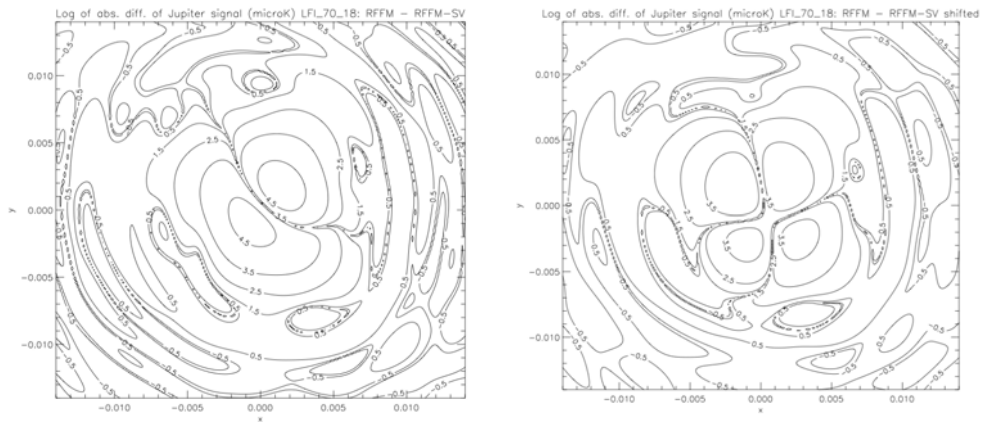 Log of abs. diff. of Jupiter signal (microK) LFI_70_18: RFFM - RFFM-SV
0.010
0.005
0.000
-0.005
-0.010
y
-0.010 -0.005 0.000 0.005 0.010
x
-0.5
0.5
1.5
2.5
3.5
4.5
Log of abs. diff. of Jupiter signal (microK) LFI_70_18: RFFM - RFFM-SV shifted
0.010
0.005
0.000
-0.005
-0.010
y
-0.010 -0.005 0.000 0.005 0.010
x
-0.5
0.5
1.5
2.5
3.5